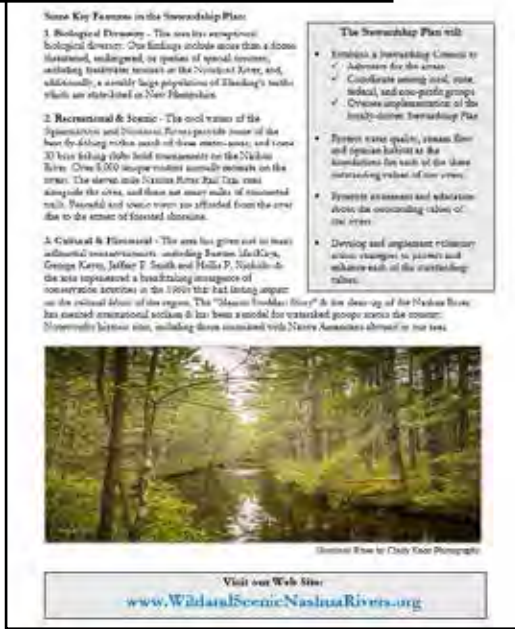 Some Key Features in the Stewardship Plan:
1. Biological Diversity - The area has exceptional
biological diversity. Our findings include more than a dozen
threatened, endangered, or species of special concern,
including freshwater mussels in the Nissitissit River, and,
additionally, a notably large population of Blanding's turtles
which are state-listed in New Hampshire.
2. Recreational & Scenic - The cool waters of the
Squannacook and Nissitissit Rivers provide some of the
best fly-fishing within reach of these metro-areas; and some
30 bass fishing clubs hold tournaments on the Nashua
River. Over 8,000 unique visitors annually recreate on the
rivers. The eleven mile Nashua River Rail Trail runs
alongside the river, and there are many miles of connected
trails. Peaceful and scenic views are afforded from the river
due to the extent of forested shoreline.
3. Cultural & Historical - The area has given rise to many
influential conservationists, including Benton MacKaye,
George Kaye, Jeffrey P. Smith and Hollis P. Nichols &
the area experienced a breathtaking resurgence of
conservation activities in the 1960s that had lasting impact
on the cultural fabric of the region. The "Marion Stoddart Story" & the clean-up of the Nashua River
has merited international acclaim & has been a model for watershed groups across the country.
Noteworthy historic sites, including those associated with Native Americans abound in our area.
The Stewardship Plan will:
• Establish a Stewardship Council to
✓ Advocate for the rivers
✓ Coordinate among local, state,
federal, and non-profit groups
✓ Oversee implementation of the
locally-driven Stewardship Plan
• Protect water quality, stream flow
and riparian habitat as the
foundations for each of the three
outstanding values of our rivers.
• Promote awareness and education
about the outstanding values of
our rivers.
• Develop and implement voluntary
action strategies to protect and
enhance each of the outstanding
values.
Nissitissit River by Cindy Knox Photography
Visit our Web Site:
www.WildandScenicNashuaRivers.org